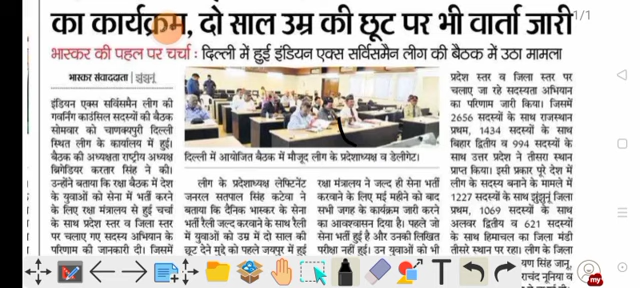 का कार्यक्रम, दो साल उम्र की छूट पर भी वार्ता जारी
1/1
भास्कर की पहल पर चर्चा : दिल्ली में हुई इंडियन एक्स सर्विसमैन लीग की बैठक में उठा मामला
भास्कर संवाददाता | झुंझुनूं
इंडियन एक्स सर्विसमैन लीग की
गवर्निंग काउंसिल सदस्यों की बैठक
सोमवार को चाणक्यपुरी दिल्ली
स्थित लीग के कार्यालय में हुई।
बैठक की अध्यक्षता राष्ट्रीय अध्यक्ष
ब्रिगेडियर करतार सिंह ने की।
उन्होंने बताया कि रक्षा बैठक में देश
के युवाओं को सेना में भर्ती करने
के लिए रक्षा मंत्रालय से हुई चर्चा
के साथ प्रदेश स्तर व जिला स्तर
पर चलाए गए सदस्य अभियान के
परिणाम की जानकारी दी। जिसमें
दिल्ली में आयोजित बैठक में मौजूद लीग के प्रदेशाध्यक्ष व डेलीगेट।
लीग के प्रदेशाध्यक्ष लेफ्टिनेंट
जनरल सतपाल सिंह कटेवा ने
बताया कि दैनिक भास्कर के सेना
भर्ती रैली जल्द करवाने के साथ रैली
में युवाओं को उम्र में दो साल की
छूट देने मुद्दे को पहले जयपुर में हुई
रक्षा मंत्रालय ने जल्द ही सेना भर्ती
करवाने के लिए मई महीने को बाद
सभी जगह के कार्यक्रम जारी करने
का आवश्वासन दिया है। पहले जो
सेना भर्ती हुई है और उनकी लिखित
परीक्षा नहीं हुई। उन युवाओं को भी
प्रदेश स्तर व जिला स्तर पर
चलाए जा रहे सदस्यता अभियान
का परिणाम जारी किया। जिसमें
2656 सदस्यों के साथ राजस्थान
प्रथम, 1434 सदस्यों के साथ
बिहार द्वितीय व 994 सदस्यों के
साथ उत्तर प्रदेश ने तीसरा स्थान
प्राप्त किया। इसी प्रकार पूरे देश में
लीग के सदस्य बनाने के मामले में
1227 सदस्यों के साथ झुंझुनूं जिला
प्रथम, 1069 सदस्यों के साथ
अलवर द्वितीय व 621 सदस्यों
के साथ हिमाचल का जिला मंडी
तीसरे स्थान पर रहा। लीग के जिला
सिंह जानू,
नूनिया व
T
my